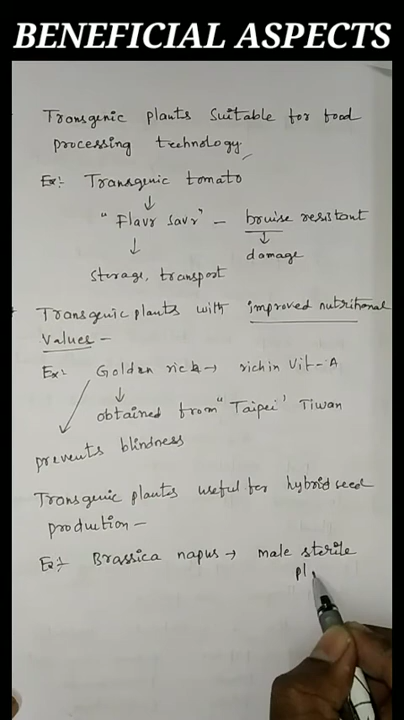 BENEFICIAL ASPECTS
Transgenic plants Suitable for food
processing technology
Ex:- Transgenic tomato
↓
"Flavr Savr" - bruise resistant
↓ ↓
damage
storage, transport
Transgenic plants with improved nutritional
Values -
Ex:- Golden rice → rich in Vit-A
↓
obtained from "Taipei" Tiwan
prevents blindness
Transgenic plants useful for hybrid seed
production -
Ex:- Brassica napus → male sterile
pl